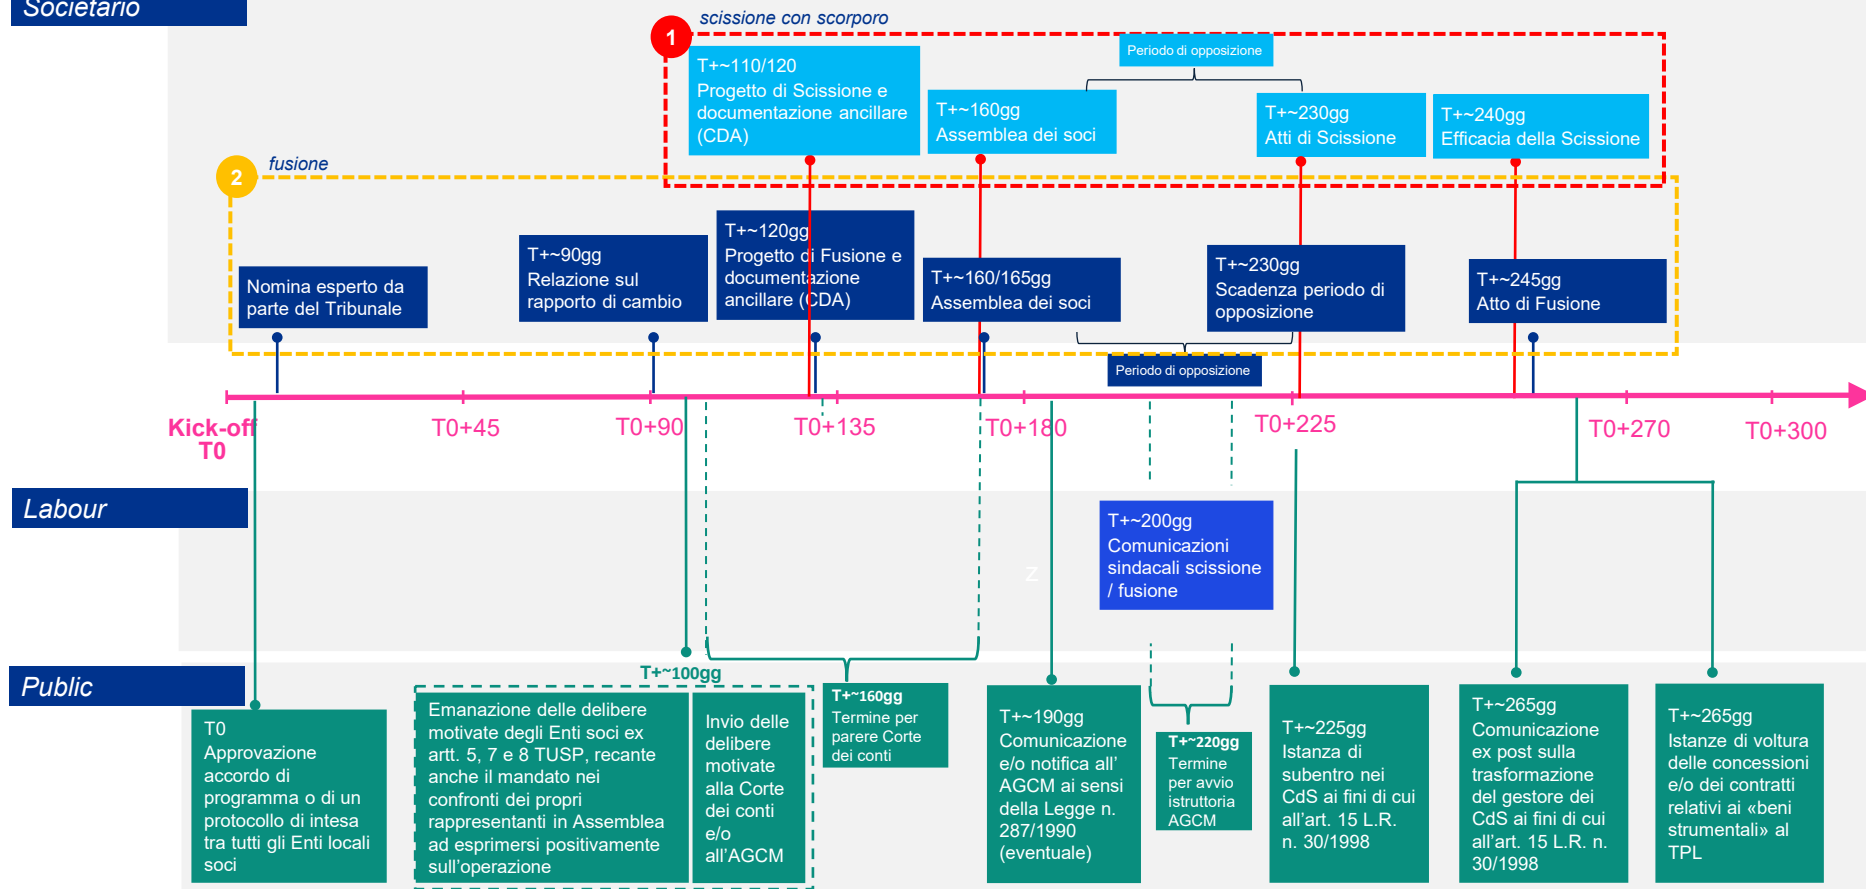 Societario
scissione con scorporo
1
T+~110/120
Progetto di Scissione e
documentazione ancillare
(CDA)
Periodo di opposizione
T+~160gg
Assemblea dei soci
T+~230gg
Atti di Scissione
T+~240gg
Efficacia della Scissione
2
fusione
Nomina esperto da
parte del Tribunale
T+~90gg
Relazione sul
rapporto di cambio
T+~120gg
Progetto di Fusione e
documentazione
ancillare (CDA)
T+~160/165gg
Assemblea dei soci
T+~230gg
Scadenza periodo di
opposizione
T+~245gg
Atto di Fusione
Periodo di opposizione
Kick-off
T0
T0+45
T0+90
T0+135
T0+180
T0+225
T0+270
T0+300
Labour
T+~200gg
Comunicazioni
sindacali scissione
/ fusione
Z
Public
T0
Approvazione
accordo di
programma o di un
protocollo di intesa
tra tutti gli Enti locali
soci
T+~100gg
Emanazione delle delibere
motivate degli Enti soci ex
artt. 5, 7 e 8 TUSP, recante
anche il mandato nei
confronti dei propri
rappresentanti in Assemblea
ad esprimersi positivamente
sull'operazione
Invio delle
delibere
motivate
alla Corte
dei conti
e/o
all'AGCM
T+~160gg
Termine per
parere Corte
dei conti
T+~190gg
Comunicazione
e/o notifica all'
AGCM ai sensi
della Legge n.
287/1990
(eventuale)
T+~220gg
Termine
per avvio
istruttoria
AGCM
T+~225gg
Istanza di
subentro nei
CdS ai fini di cui
all'art. 15 L.R.
n. 30/1998
T+~265gg
Comunicazione
ex post sulla
trasformazione
del gestore dei
CdS ai fini di cui
all'art. 15 L.R. n.
30/1998
T+~265gg
Istanze di voltura
delle concessioni
e/o dei contratti
relativi ai «beni
strumentali» al
TPL